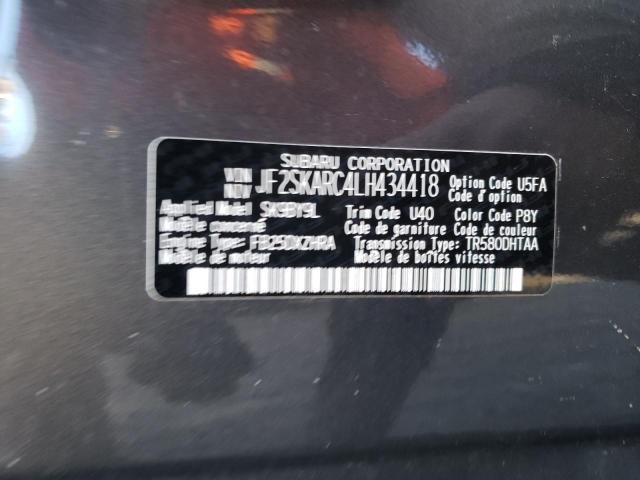 SUBARU CORPORATION
VIN JF2SKARC4LH434418 Option Code U5FA
NIV Code d'option
Applied Model SK9BY9L Trim Code U40 Color Code P8Y
Modèle concerné Code de garniture Code de couleur
Engine Type: FB25DXZHRA Transmission Type: TR580DHTAA
Modèle de moteur Modèle de boîtes vitesse